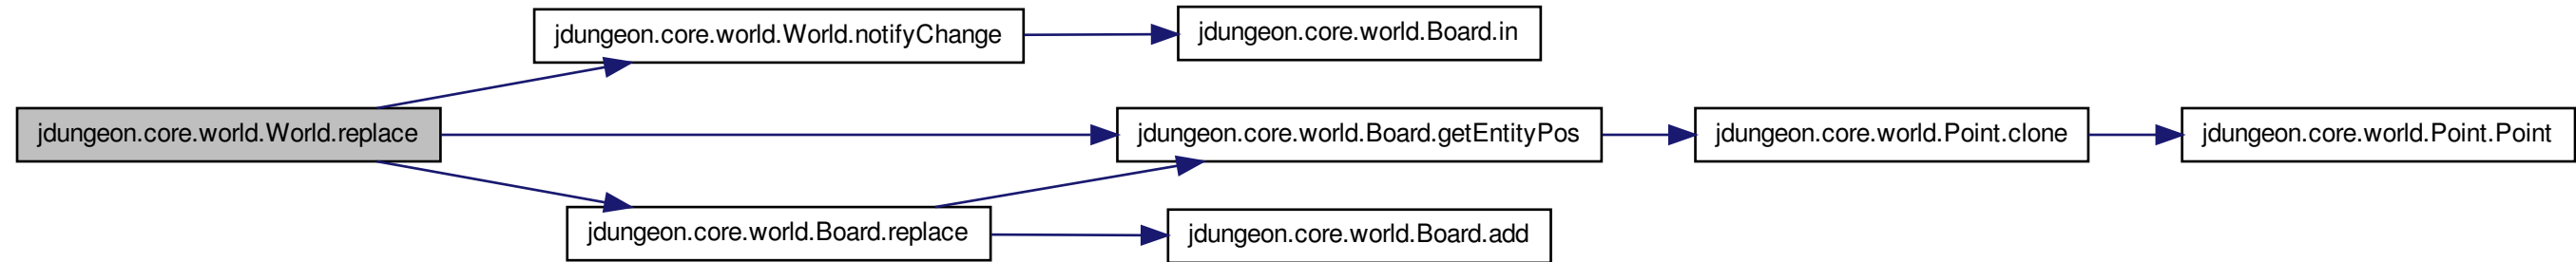 jdungeon.core.world.World.notifyChange
jdungeon.core.world.Board.in
jdungeon.core.world.World.replace
jdungeon.core.world.Board.getEntityPos
jdungeon.core.world.Point.clone
jdungeon.core.world.Point.Point
jdungeon.core.world.Board.replace
jdungeon.core.world.Board.add